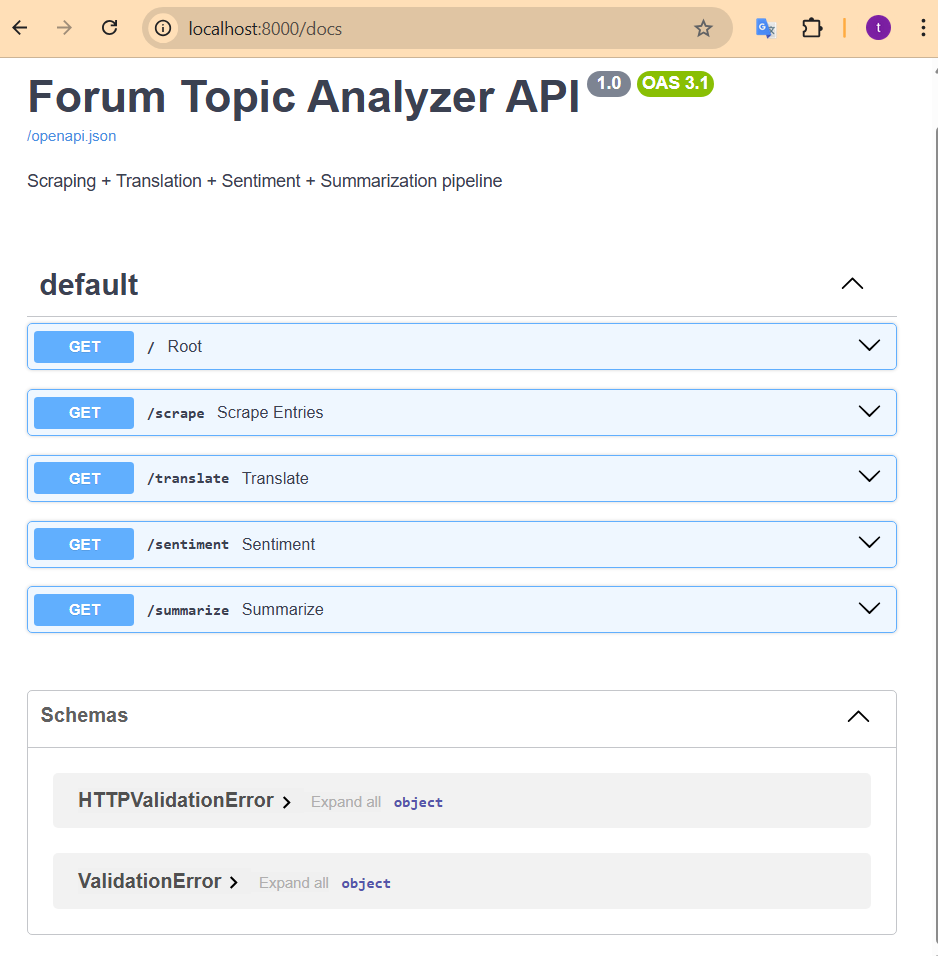 localhost:8000/docs
t
Forum Topic Analyzer API 1.0 OAS 3.1
/openapi.json
Scraping + Translation + Sentiment + Summarization pipeline
default
GET / Root
GET /scrape Scrape Entries
GET /translate Translate
GET /sentiment Sentiment
GET /summarize Summarize
Schemas
HTTPValidationError Expand all object
ValidationError Expand all object